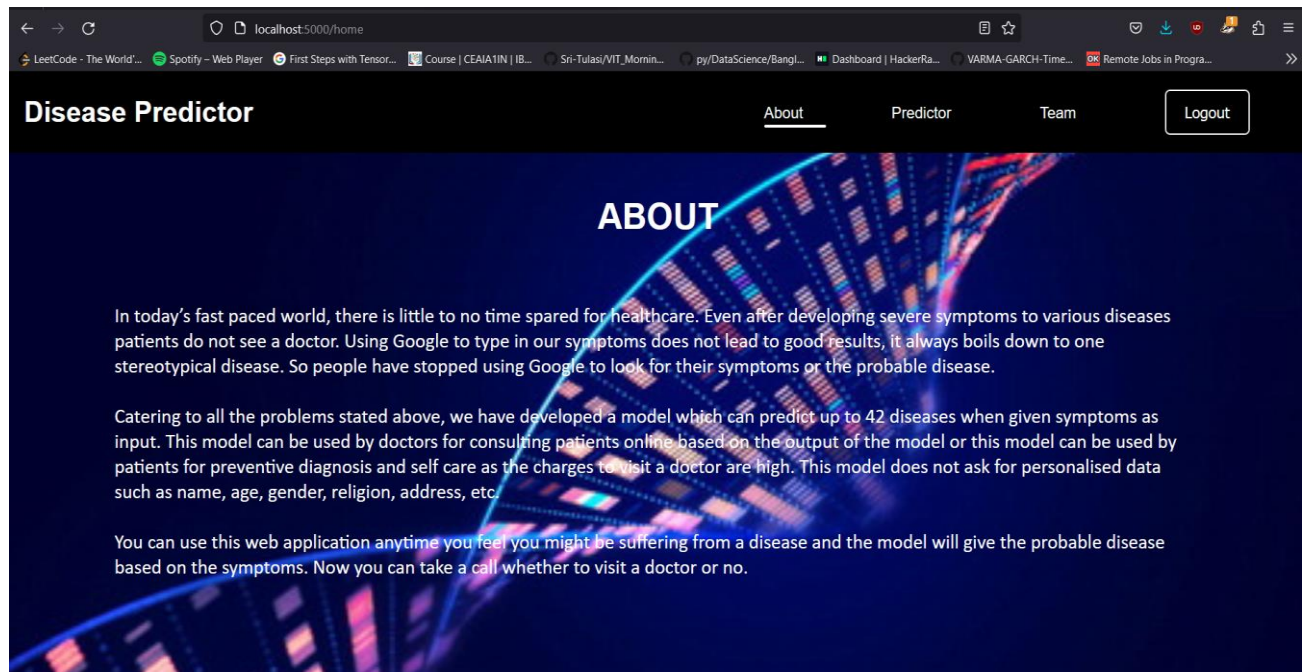 localhost:5000/home
LeetCode - The World'... Spotify – Web Player First Steps with Tensor... Course | CEAIA1IN | IB... Sri-Tulasi/VIT_Mornin... py/DataScience/Bangl... Dashboard | HackerRa... VARMA-GARCH-Time... OK Remote Jobs in Progra...
Disease Predictor About Predictor Team Logout
ABOUT
In today’s fast paced world, there is little to no time spared for healthcare. Even after developing severe symptoms to various diseases
patients do not see a doctor. Using Google to type in our symptoms does not lead to good results, it always boils down to one
stereotypical disease. So people have stopped using Google to look for their symptoms or the probable disease.
Catering to all the problems stated above, we have developed a model which can predict up to 42 diseases when given symptoms as
input. This model can be used by doctors for consulting patients online based on the output of the model or this model can be used by
patients for preventive diagnosis and self care as the charges to visit a doctor are high. This model does not ask for personalised data
such as name, age, gender, religion, address, etc.
You can use this web application anytime you feel you might be suffering from a disease and the model will give the probable disease
based on the symptoms. Now you can take a call whether to visit a doctor or no.